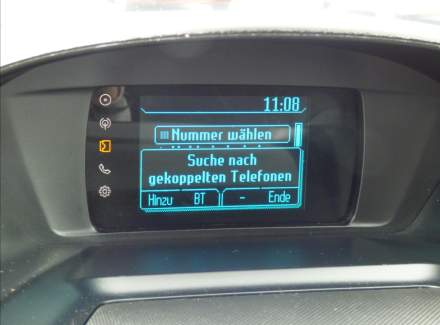 11:08
Nummer wählen
Suche nach
gekoppelten Telefonen
Hinzu BT - Ende